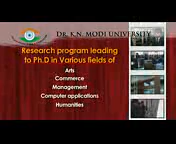 DR. K.N. MODI UNIVERSITY
Research program leading
to Ph.D in Various fields of
Arts
Commerce
Management
Computer applications
Humanities